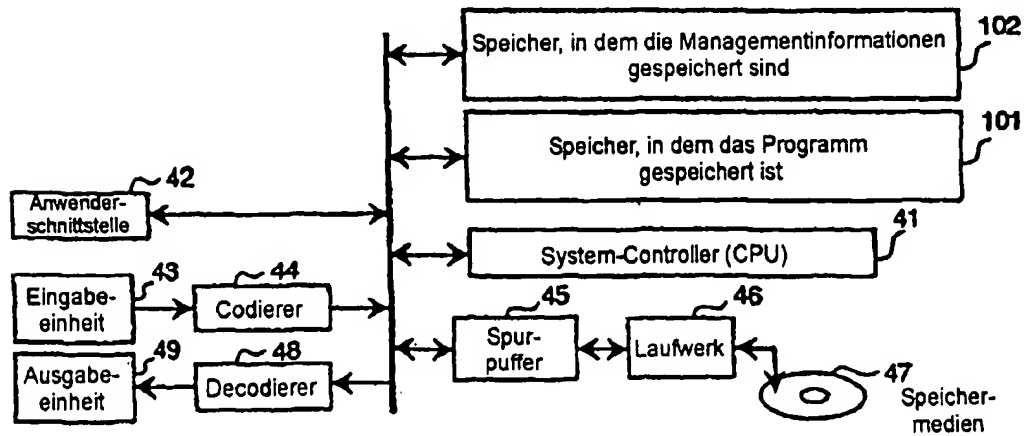 Speicher, in dem die Managementinformationen
gespeichert sind
102
Speicher, in dem das Programm
gespeichert ist
101
42
Anwender-
schnittstelle
System-Controller (CPU)
41
43
Eingabe-
einheit
44
Codierer
45
Spur-
puffer
46
Laufwerk
49
Ausgabe-
einheit
48
Decodierer
47
Speicher-
medien